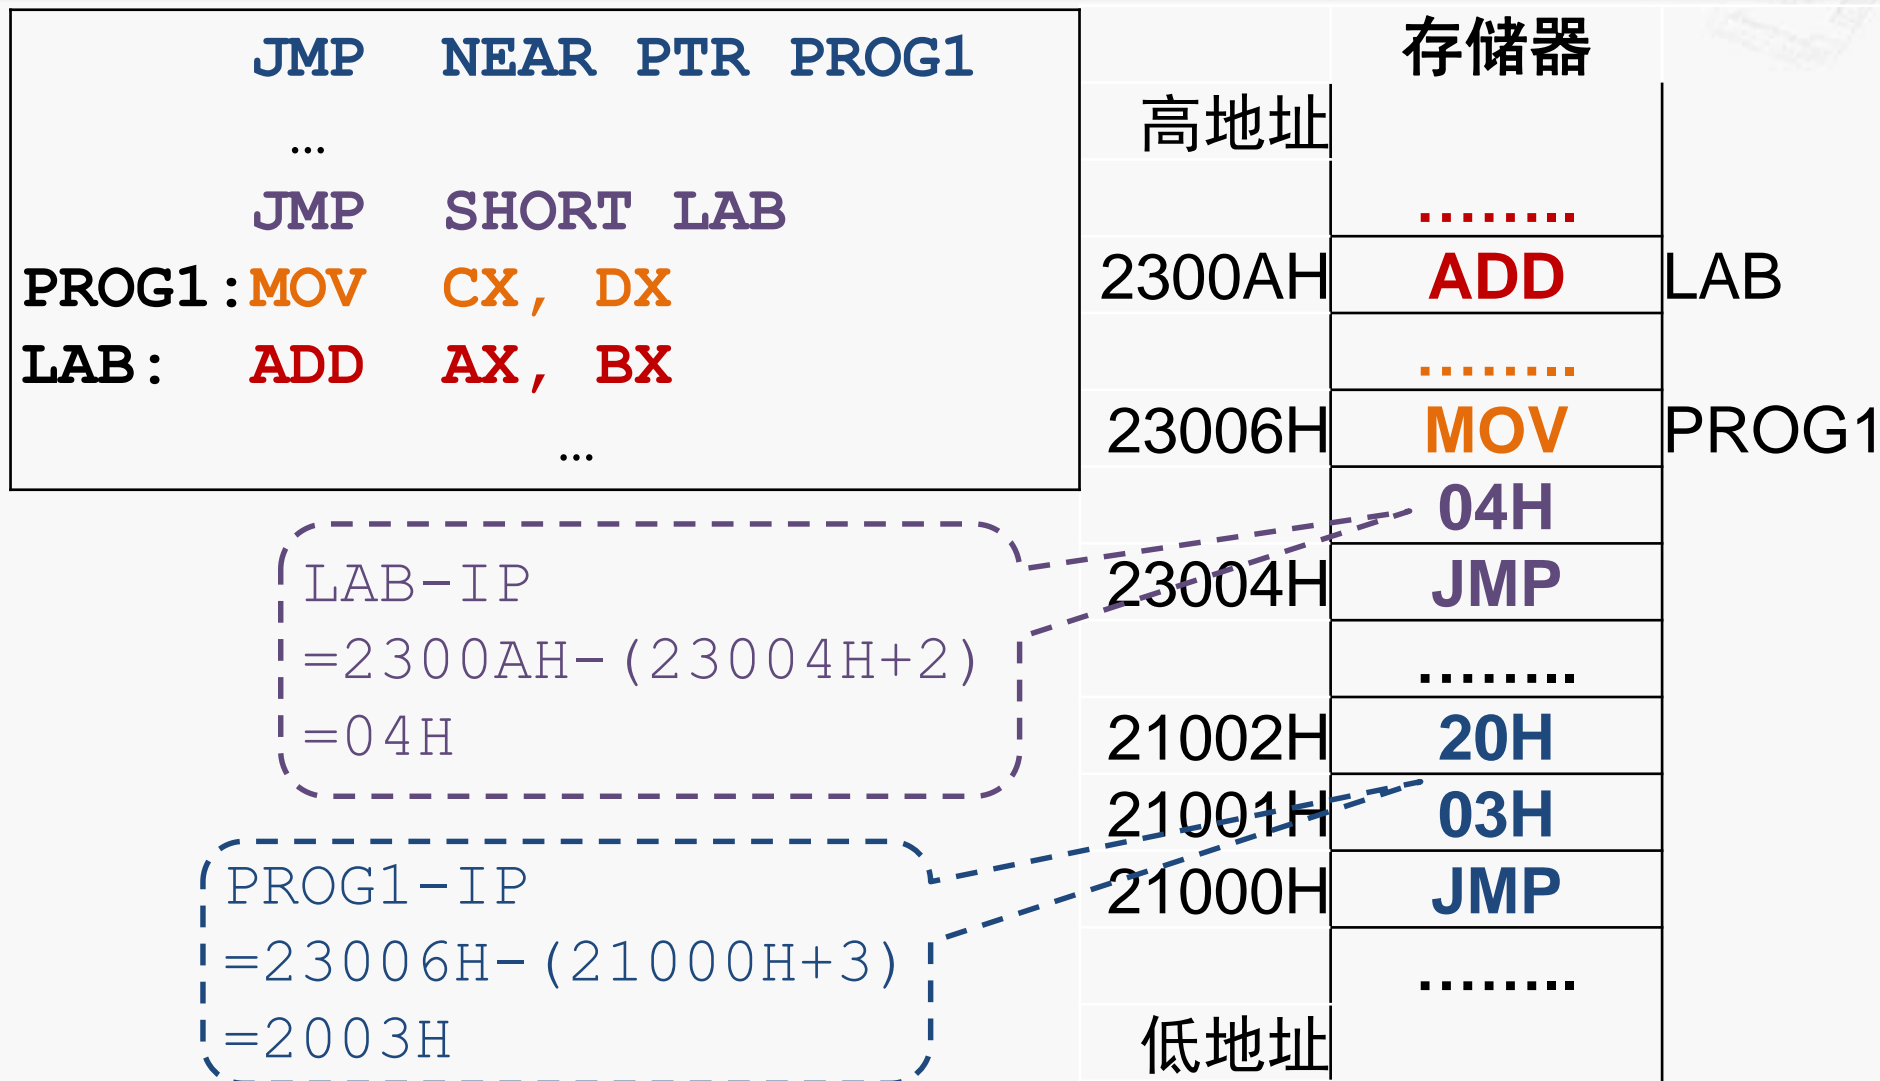 JMP NEAR PTR PROG1
…
JMP SHORT LAB
PROG1:MOV CX, DX
LAB: ADD AX, BX
…
存储器
高地址
……..
2300AH ADD LAB
……..
23006H MOV PROG1
04H
23004H JMP
……..
21002H 20H
21001H 03H
21000H JMP
……..
低地址
LAB-IP
=2300AH-(23004H+2)
=04H
PROG1-IP
=23006H-(21000H+3)
=2003H